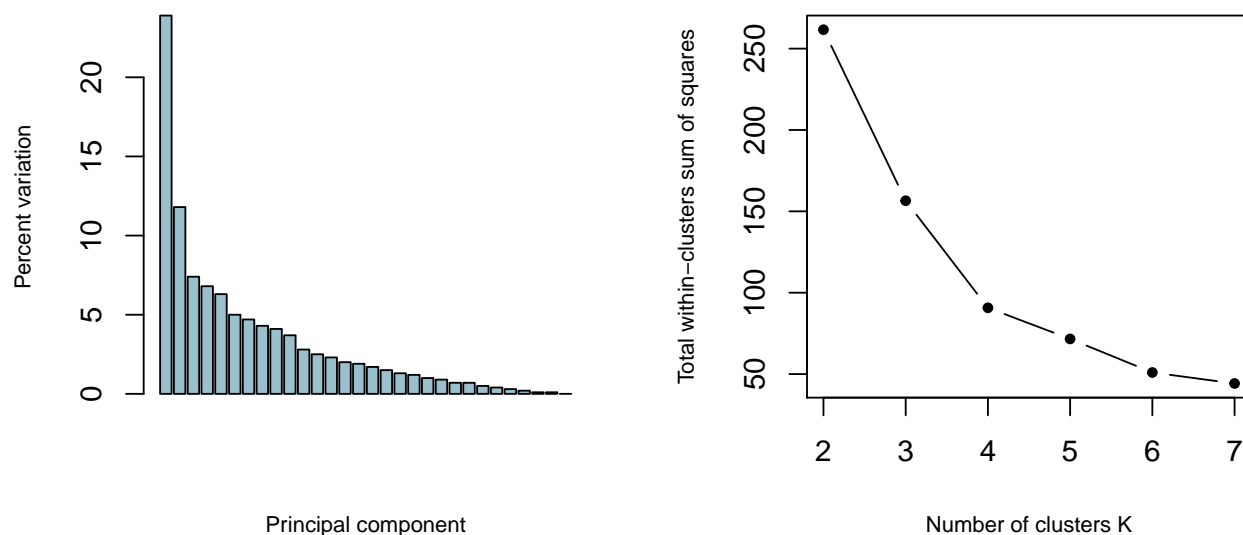 Percent variation
20
15
10
5
0
Principal component
Total within−clusters sum of squares
250
200
150
100
50
2 3 4 5 6 7
Number of clusters K